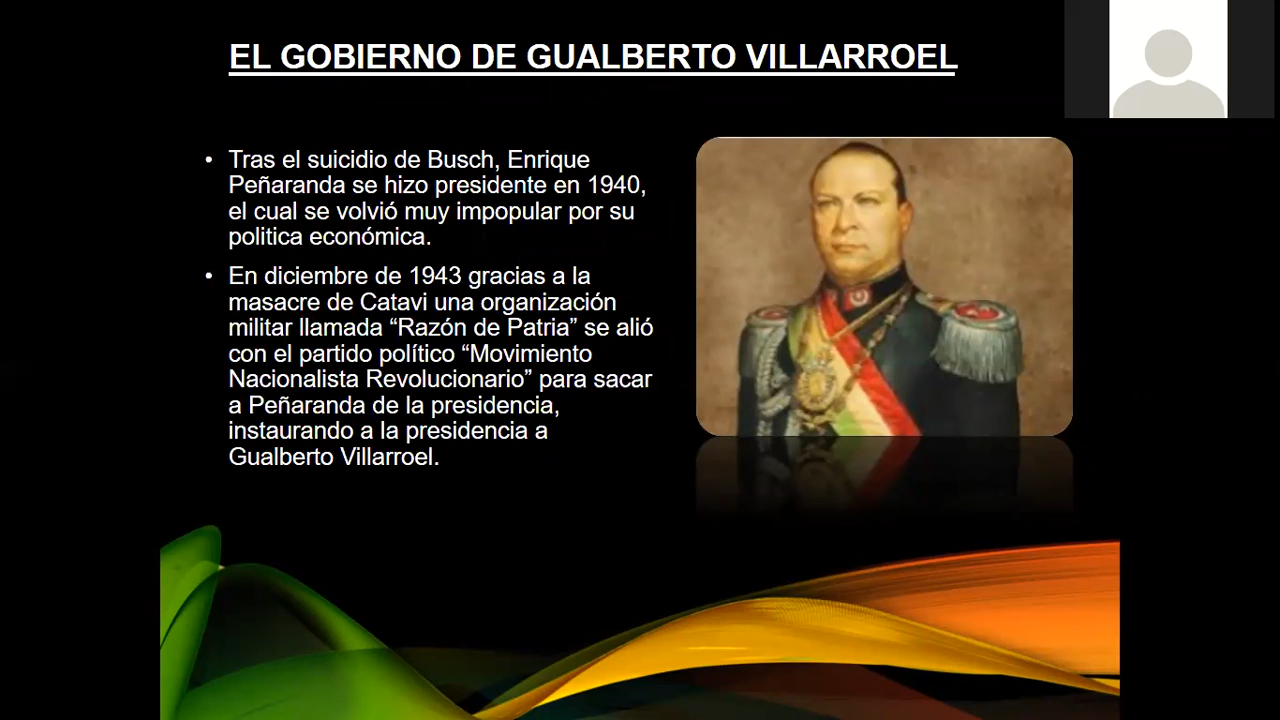 EL GOBIERNO DE GUALBERTO VILLARROEL
• Tras el suicidio de Busch, Enrique
Peñaranda se hizo presidente en 1940,
el cual se volvió muy impopular por su
politica económica.
• En diciembre de 1943 gracias a la
masacre de Catavi una organización
militar llamada “Razón de Patria” se alió
con el partido político “Movimiento
Nacionalista Revolucionario” para sacar
a Peñaranda de la presidencia,
instaurando a la presidencia a
Gualberto Villarroel.